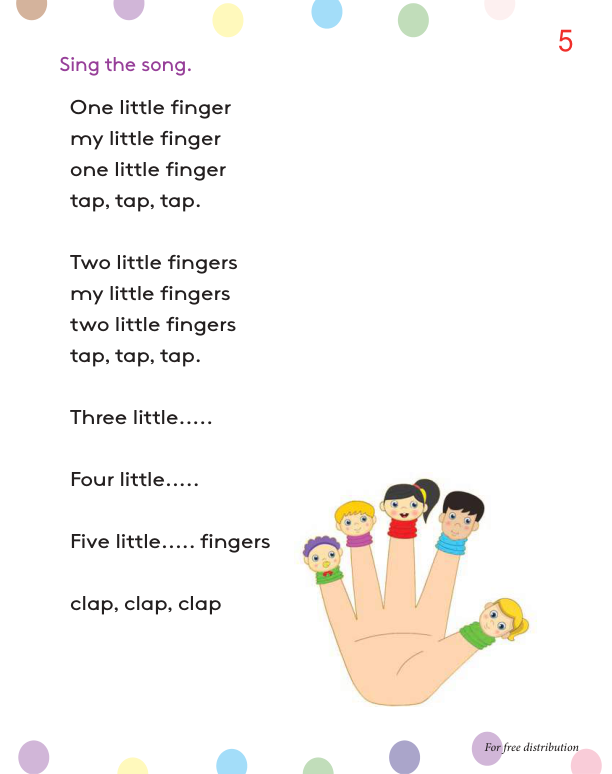 5
Sing the song.
One little finger
my little finger
one little finger
tap, tap, tap.
Two little fingers
my little fingers
two little fingers
tap, tap, tap.
Three little.....
Four little.....
Five little..... fingers
clap, clap, clap
For free distribution